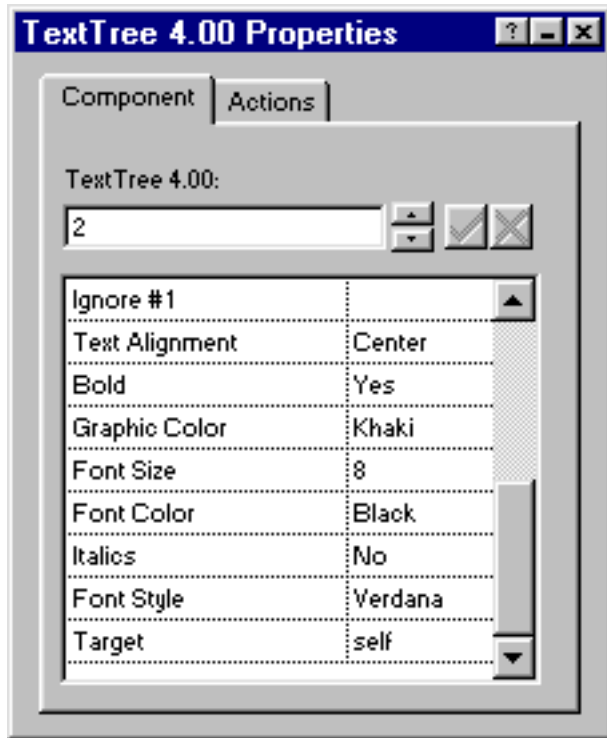 TextTree 4.00 Properties ?
Component Actions
TextTree 4.00:
2
Ignore #1
Text Alignment Center
Bold Yes
Graphic Color Khaki
Font Size 8
Font Color Black
Italics No
Font Style Verdana
Target self